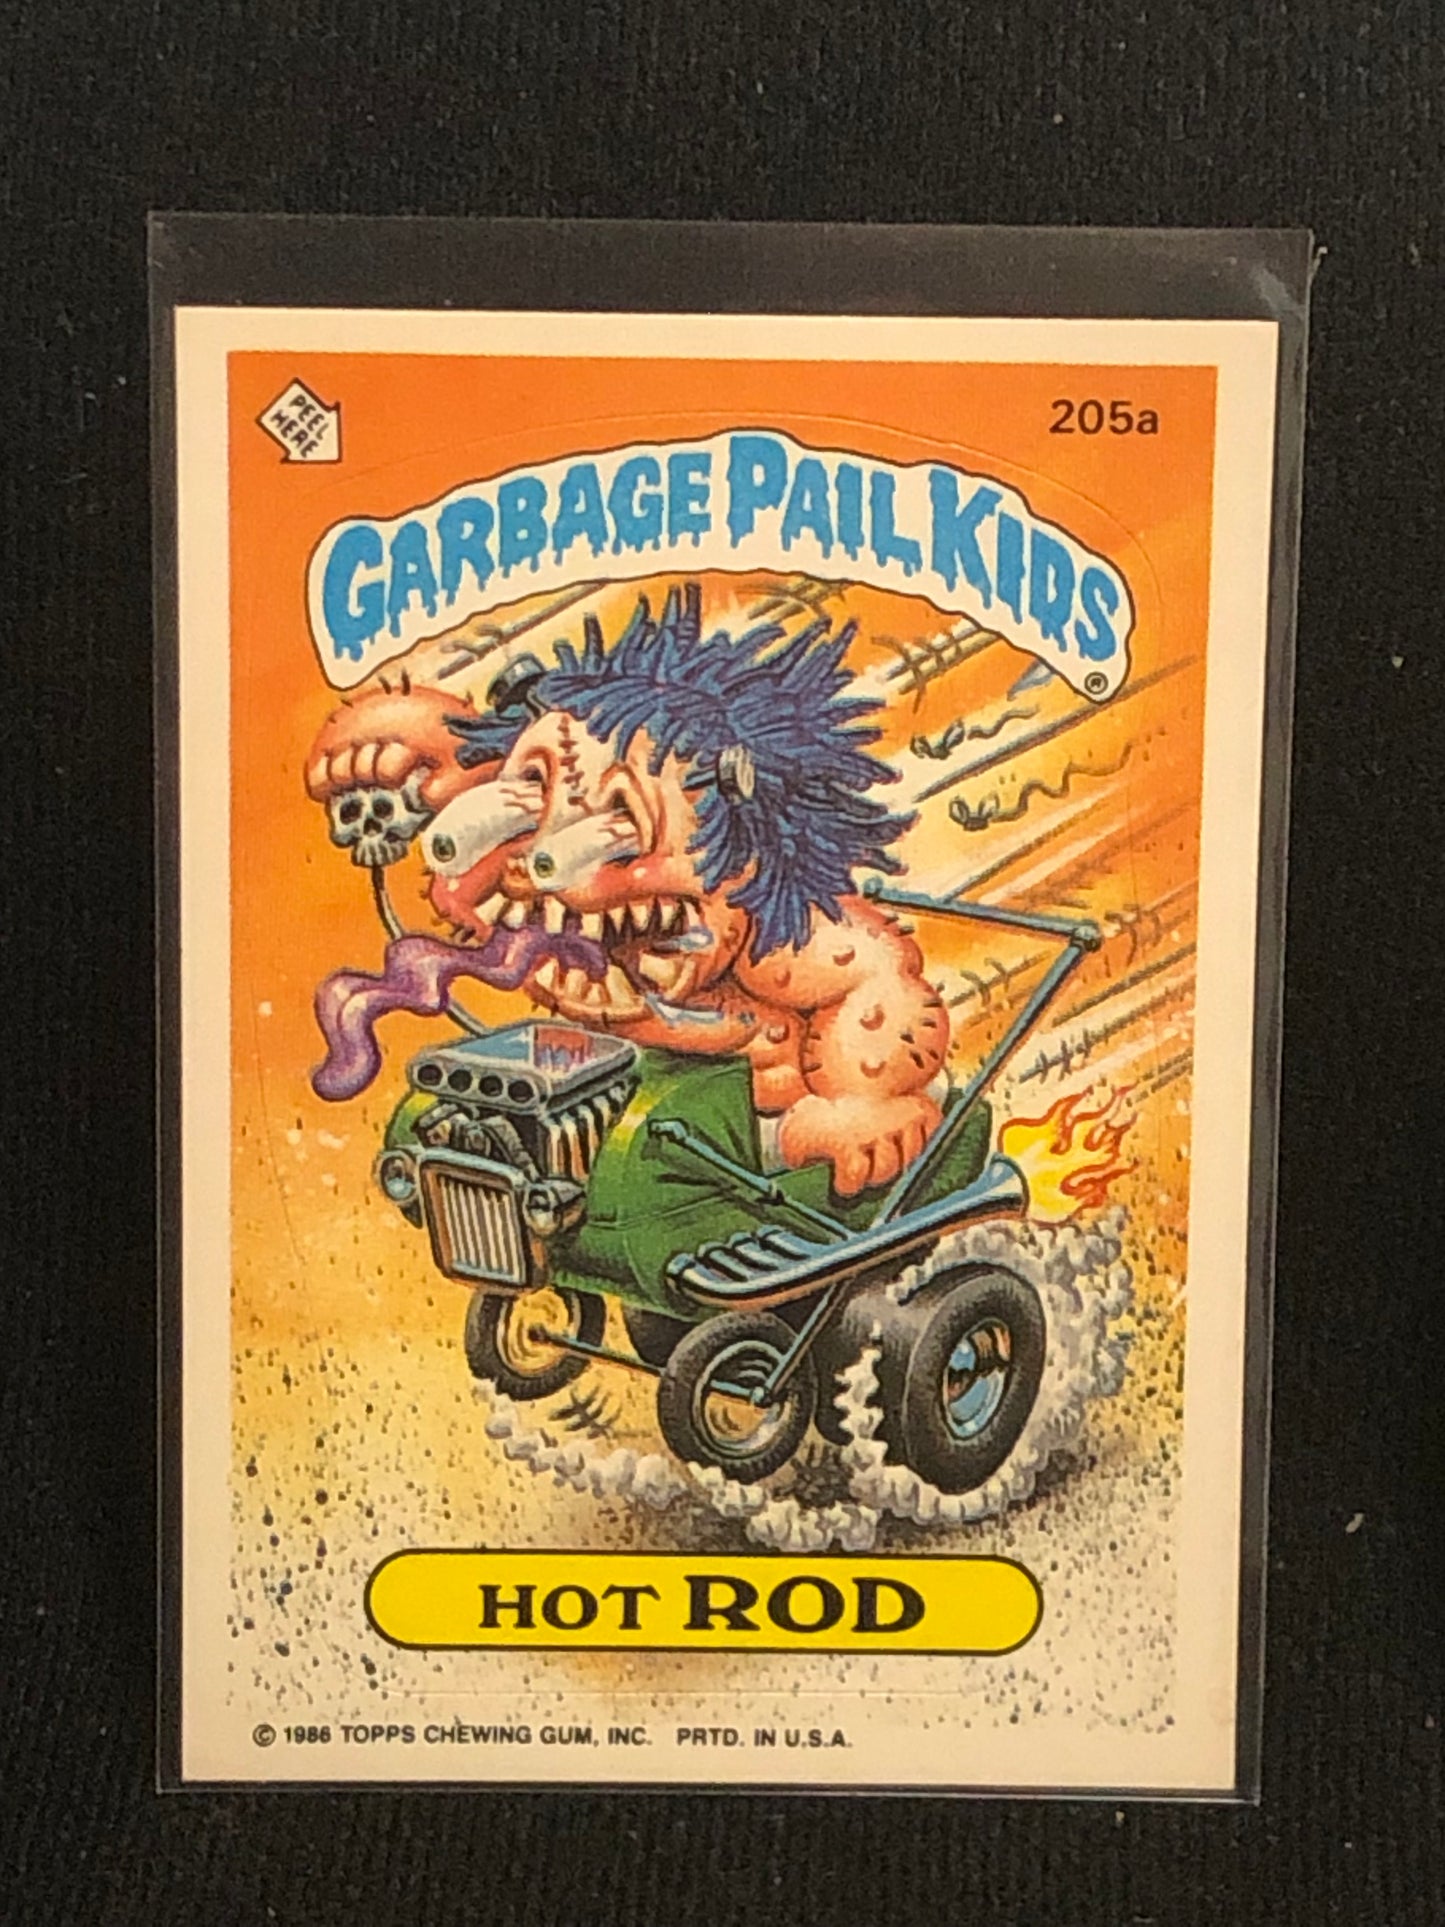 PEEL
HERE
205a
GARBAGE PAIL KIDS
®
HOT ROD
© 1986 TOPPS CHEWING GUM, INC. PRTD. IN U.S.A.